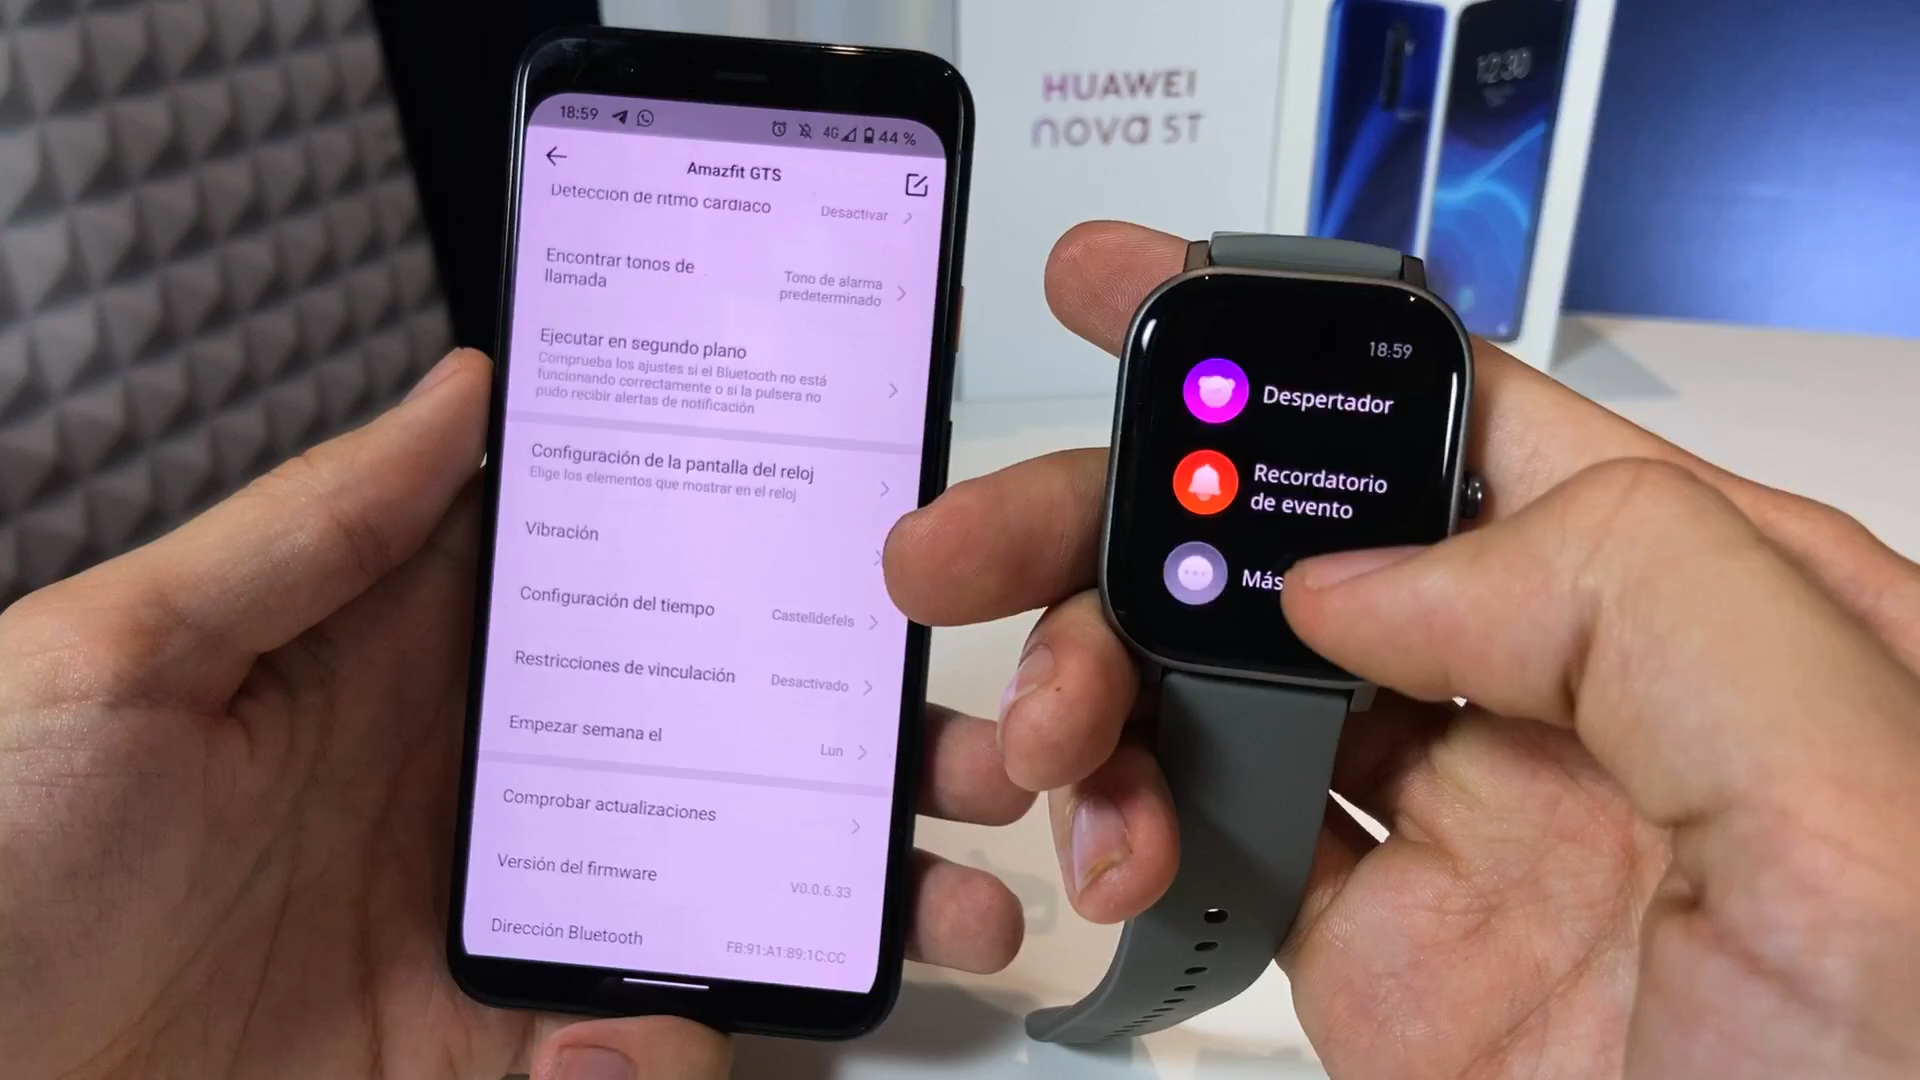 HUAWEI
nova 5T
12:30
18:59
4G
44 %
Amazfit GTS
Detección de ritmo cardíaco
Desactivar
Encontrar tonos de
llamada
Tono de alarma
predeterminado
Ejecutar en segundo plano
Comprueba los ajustes si el Bluetooth no está
funcionando correctamente o si la pulsera no
pudo recibir alertas de notificación
Configuración de la pantalla del reloj
Elige los elementos que mostrar en el reloj
Vibración
Configuración del tiempo
Castelldefels
Restricciones de vinculación
Desactivado
Empezar semana el
Lun
Comprobar actualizaciones
Versión del firmware
V0.0.6.33
Dirección Bluetooth
FB:91:A1:89:1C:CC
18:59
Despertador
Recordatorio
de evento
Más